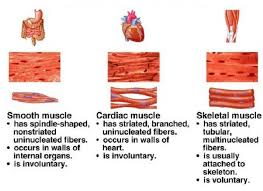 Smooth muscle
• has spindle-shaped,
nonstriated
uninucleated fibers.
• occurs in walls of
internal organs.
• is involuntary.
Cardiac muscle
• has striated, branched,
uninucleated fibers.
• occurs in walls of
heart.
• is involuntary.
Skeletal muscle
• has striated,
tubular,
multinucleated
fibers.
• is usually
attached to
skeleton.
• is voluntary.